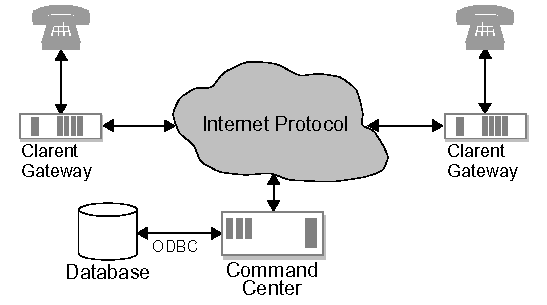 Internet Protocol
Clarent
Gateway
Clarent
Gateway
ODBC
Database
Command
Center